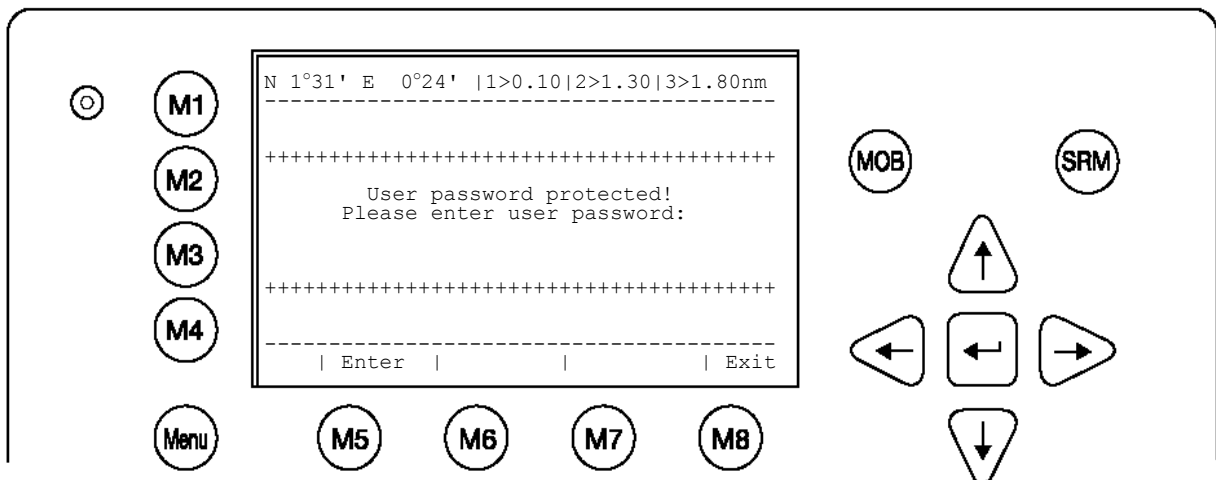 N 1°31' E 0°24' |1>0.10|2>1.30|3>1.80nm
----------------------------------------
++++++++++++++++++++++++++++++++++++++++
User password protected!
Please enter user password:
++++++++++++++++++++++++++++++++++++++++
----------------------------------------
| Enter | | | Exit
M1
M2
M3
M4
Menu
M5
M6
M7
M8
MOB
SRM